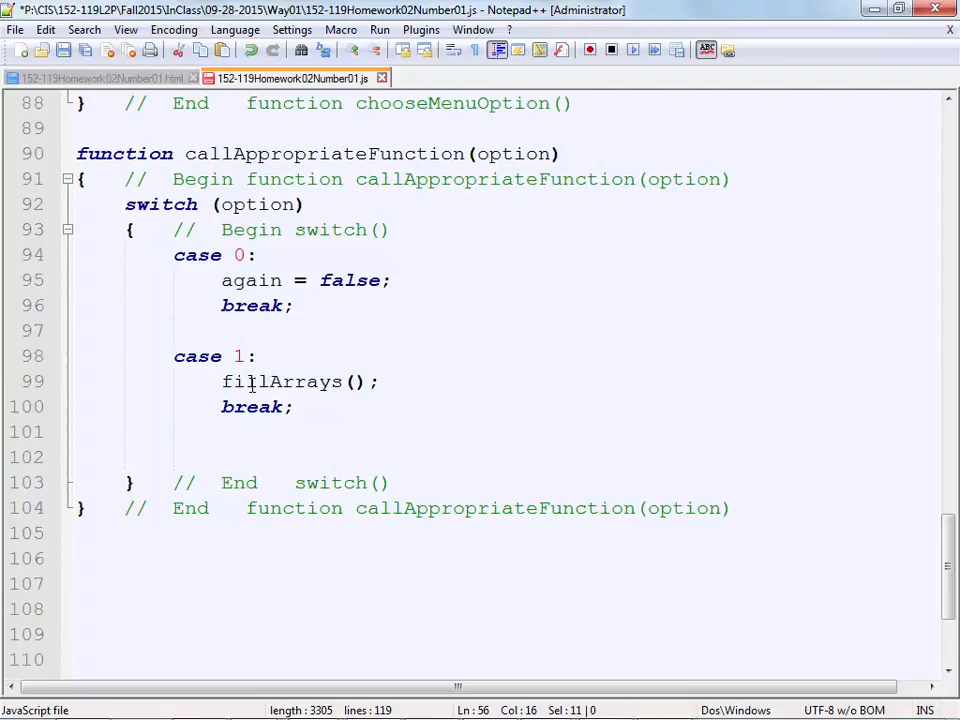 *P:\CIS\152-119L2P\Fall2015\InClass\09-28-2015\Way01\152-119Homework02Number01.js - Notepad++ [Administrator]
File Edit Search View Encoding Language Settings Macro Run Plugins Window ? X
152-119Homework02Number01.html 152-119Homework02Number01.js
88 } // End function chooseMenuOption()
89
90 function callAppropriateFunction(option)
91 { // Begin function callAppropriateFunction(option)
92 switch (option)
93 { // Begin switch()
94 case 0:
95 again = false;
96 break;
97
98 case 1:
99 fillArrays();
100 break;
101
102
103 } // End switch()
104 } // End function callAppropriateFunction(option)
105
106
107
108
109
110
JavaScript file length : 3305 lines : 119 Ln : 56 Col : 16 Sel : 11 | 0 Dos\Windows UTF-8 w/o BOM INS